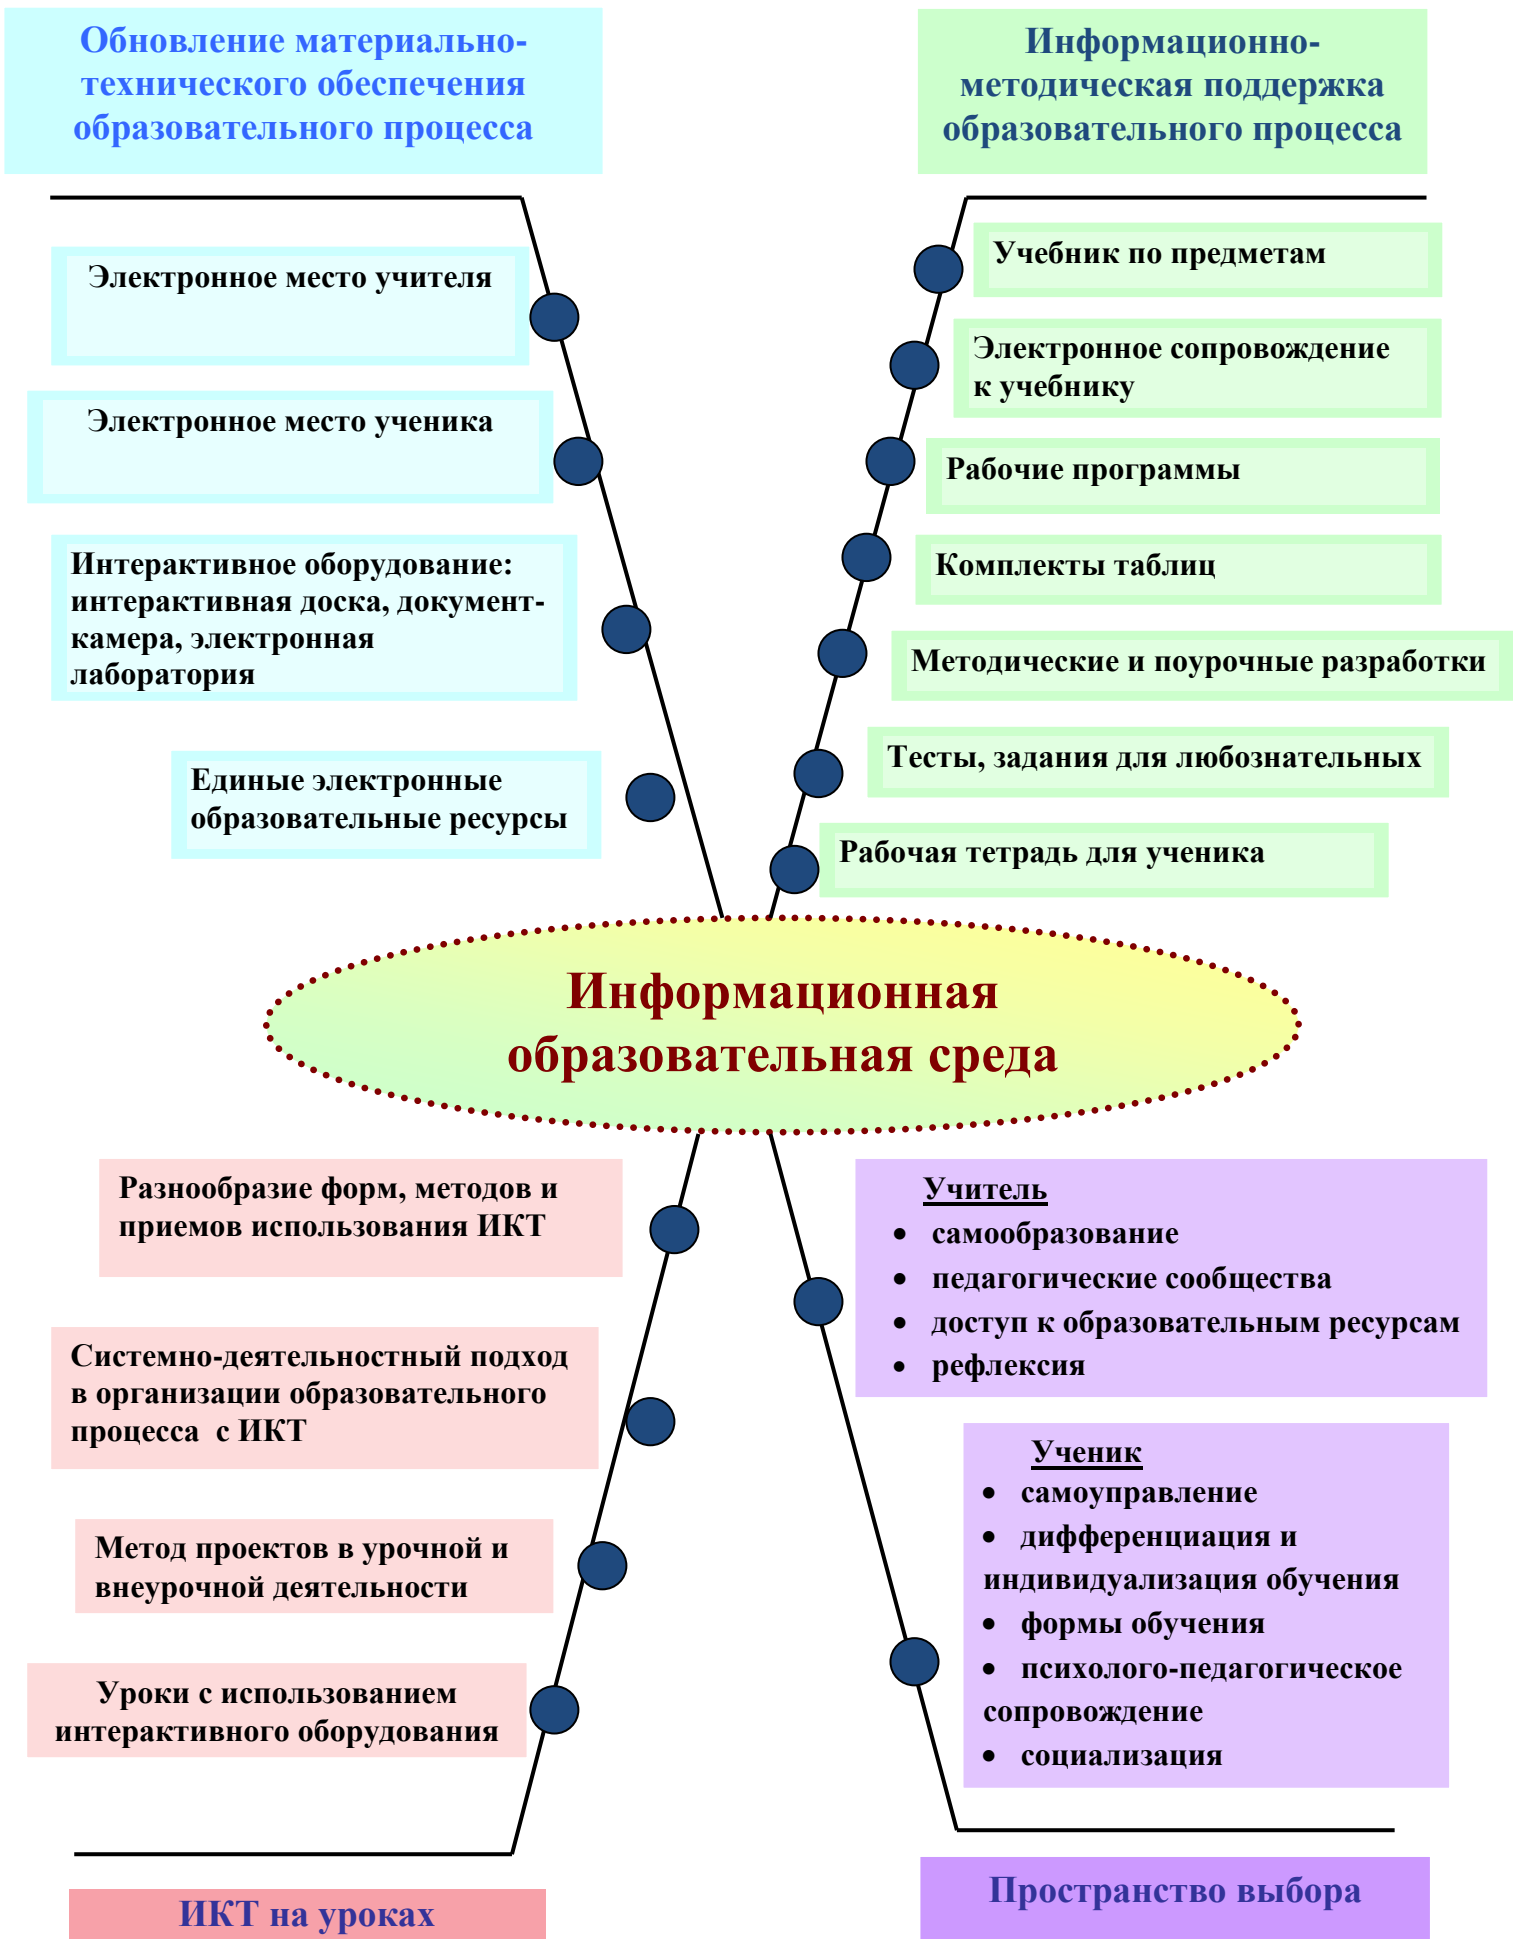 Обновление материально-
технического обеспечения
образовательного процесса
Электронное место учителя
Электронное место ученика
Интерактивное оборудование:
интерактивная доска, документ-
камера, электронная
лаборатория
Единые электронные
образовательные ресурсы
Информационно-
методическая поддержка
образовательного процесса
Учебник по предметам
Электронное сопровождение
к учебнику
Рабочие программы
Комплекты таблиц
Методические и поурочные разработки
Тесты, задания для любознательных
Рабочая тетрадь для ученика
Информационная
образовательная среда
Разнообразие форм, методов и
приемов использования ИКТ
Системно-деятельностный подход
в организации образовательного
процесса с ИКТ
Метод проектов в урочной и
внеурочной деятельности
Уроки с использованием
интерактивного оборудования
ИКТ на уроках
Учитель
• самообразование
• педагогические сообщества
• доступ к образовательным ресурсам
• рефлексия
Ученик
• самоуправление
• дифференциация и
индивидуализация обучения
• формы обучения
• психолого-педагогическое
сопровождение
• социализация
Пространство выбора